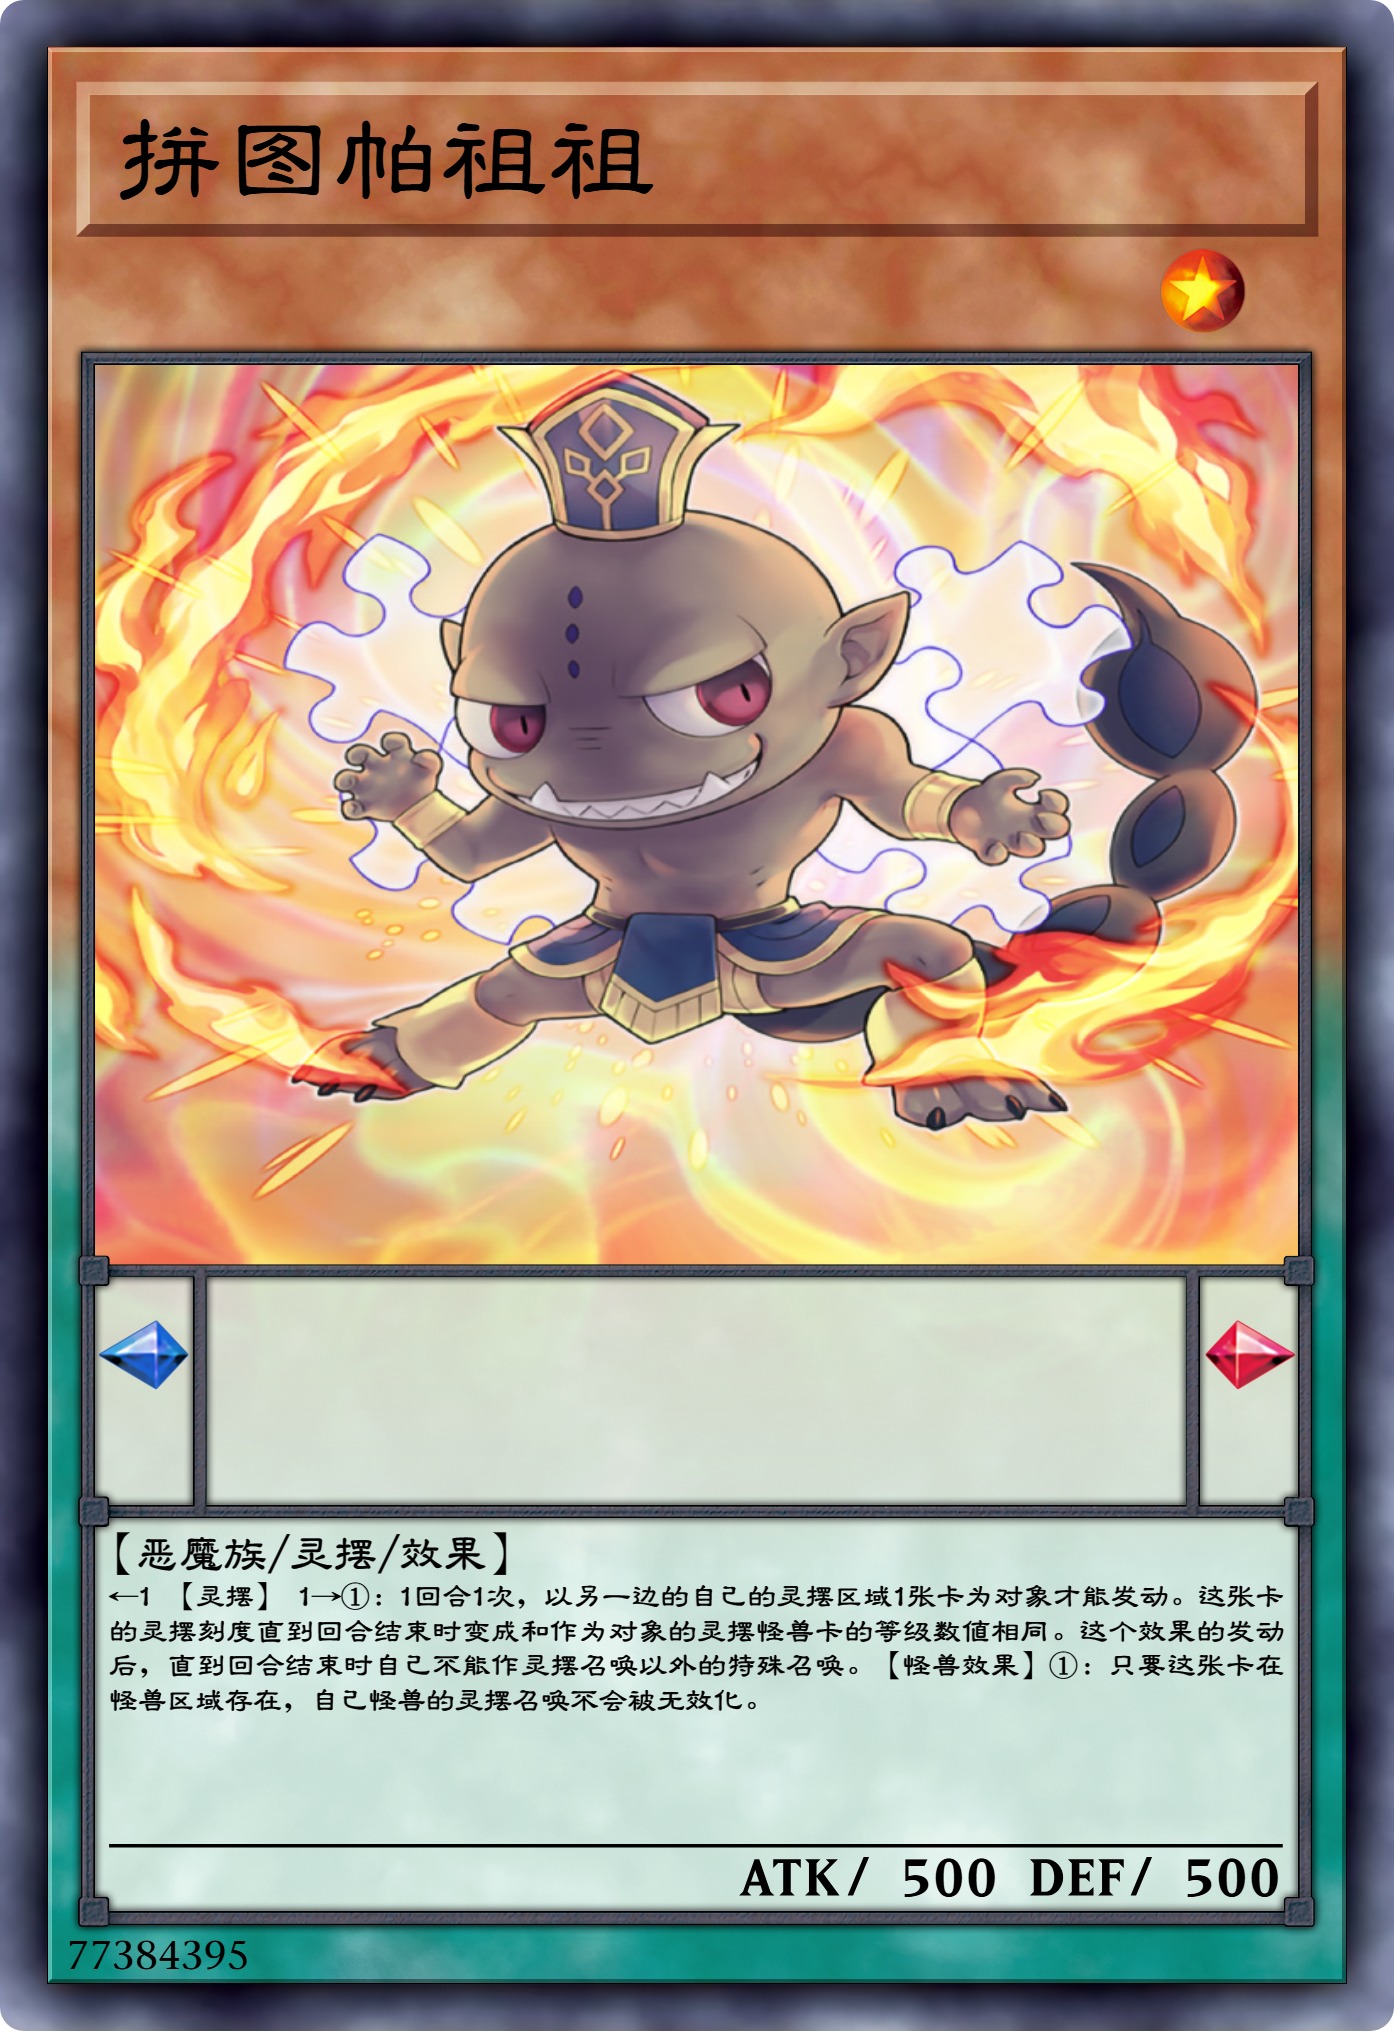 拼图帕祖祖
【恶魔族/灵摆/效果】
←1 【灵摆】 1→①：1回合1次，以另一边的自己的灵摆区域1张卡为对象才能发动。这张卡
的灵摆刻度直到回合结束时变成和作为对象的灵摆怪兽卡的等级数值相同。这个效果的发动
后，直到回合结束时自己不能作灵摆召唤以外的特殊召唤。【怪兽效果】①：只要这张卡在
怪兽区域存在，自己怪兽的灵摆召唤不会被无效化。
ATK/ 500 DEF/ 500
77384395